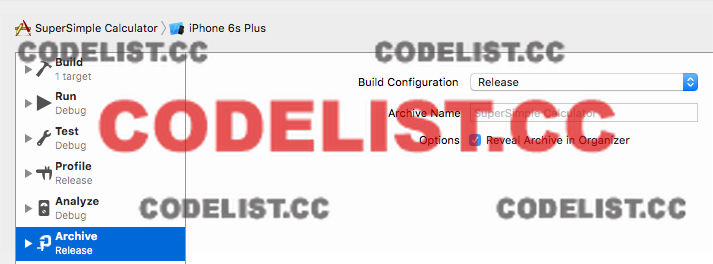 SuperSimple Calculator iPhone 6s Plus
CODELIST.CC CODELIST.CC
Build
1 target
Build Configuration Release
Run
Debug
Archive Name SuperSimple Calculator
CODELIST.CC
Test
Debug
Options Reveal Archive in Organizer
Profile
Release
Analyze
Debug
CODELIST.CC CODELIST.CC
Archive
Release